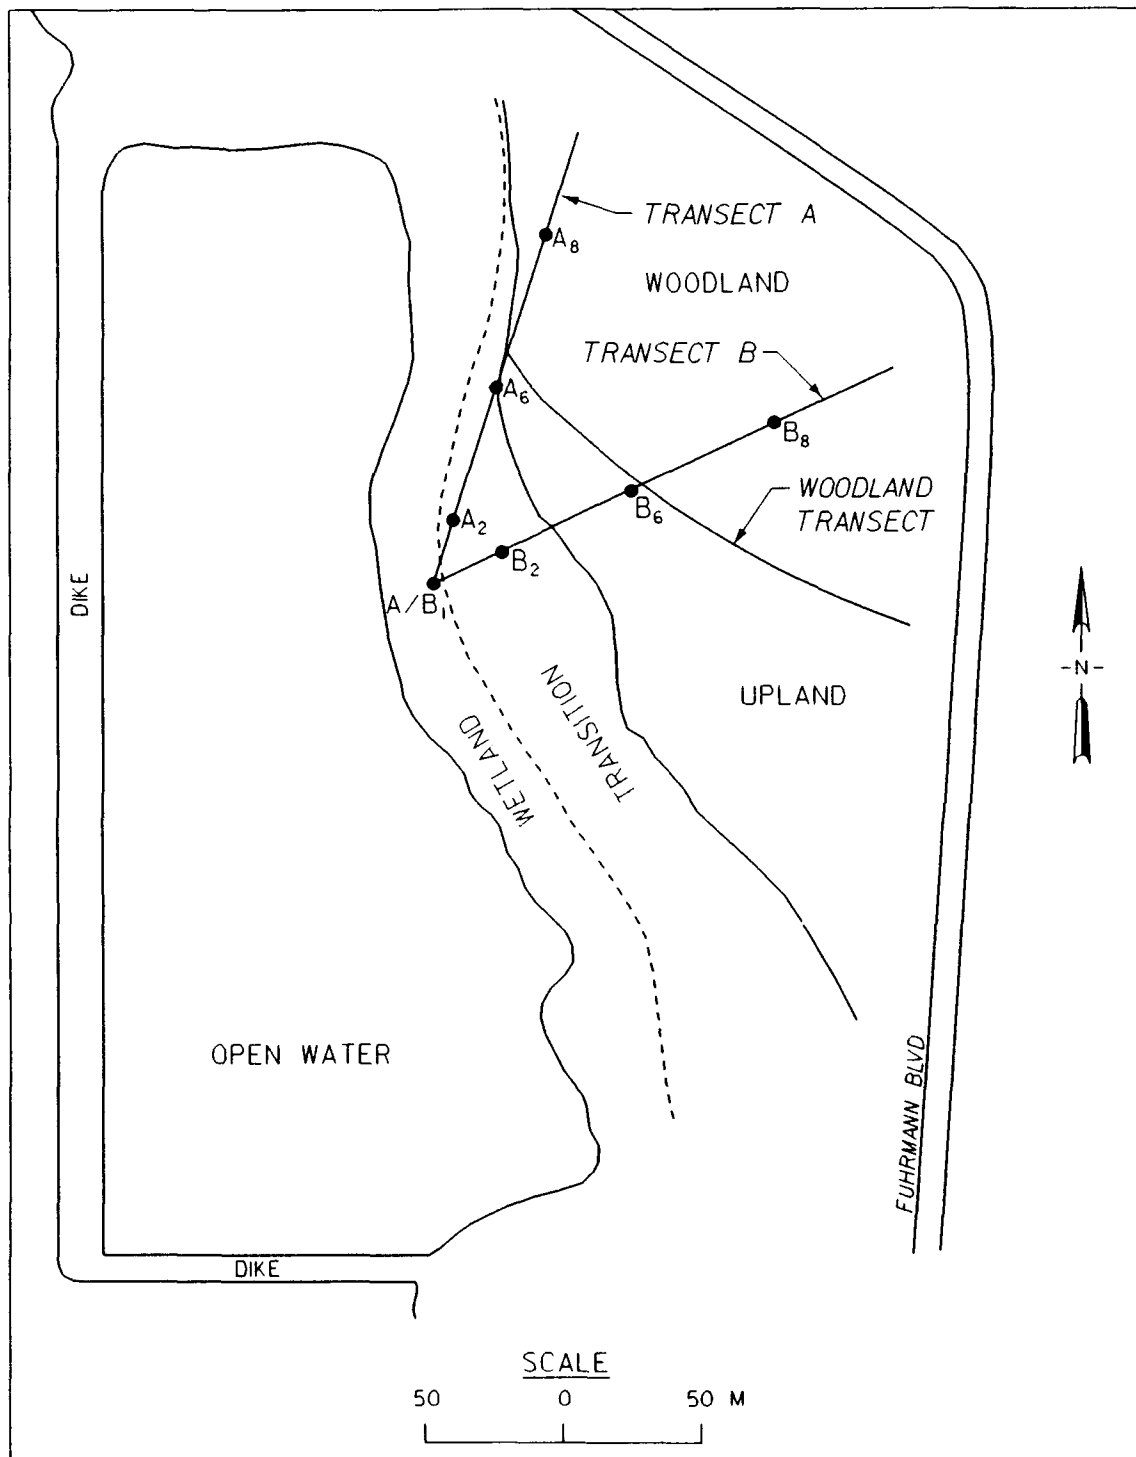 TRANSECT A
A8
WOODLAND
TRANSECT B
A6
B8
WOODLAND
TRANSECT
B6
A2
B2
A/B1
DIKE
-N-
TRANSITION
UPLAND
WETLAND
OPEN WATER
FUHRMANN BLVD
DIKE
SCALE
50 0 50 M